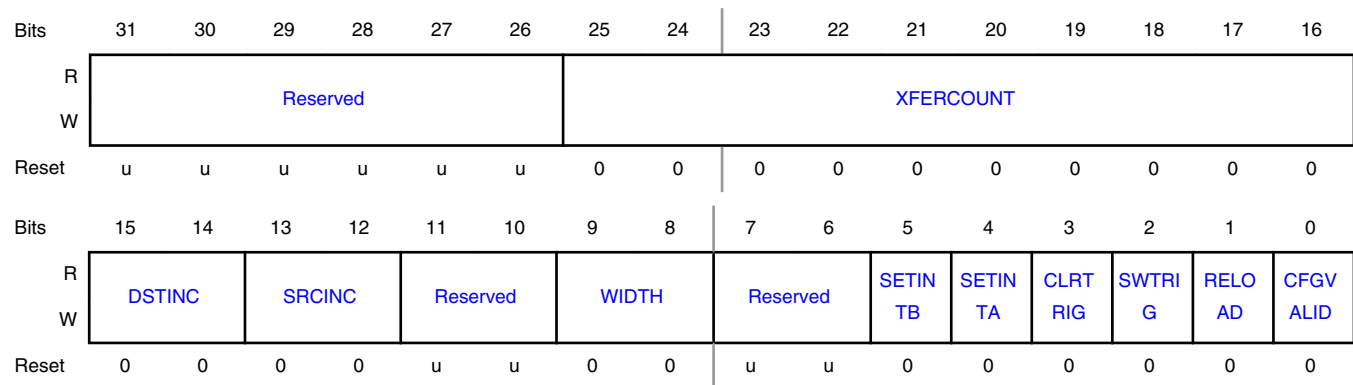 Bits 31 30 29 28 27 26 25 24 23 22 21 20 19 18 17 16
R
Reserved XFERCOUNT
W
Reset u u u u u u 0 0 0 0 0 0 0 0 0 0
Bits 15 14 13 12 11 10 9 8 7 6 5 4 3 2 1 0
R SETIN SETIN CLRT SWTRI RELO CFGV
DSTINC SRCINC Reserved WIDTH Reserved
W TB TA RIG G AD ALID
Reset 0 0 0 0 u u 0 0 u u 0 0 0 0 0 0